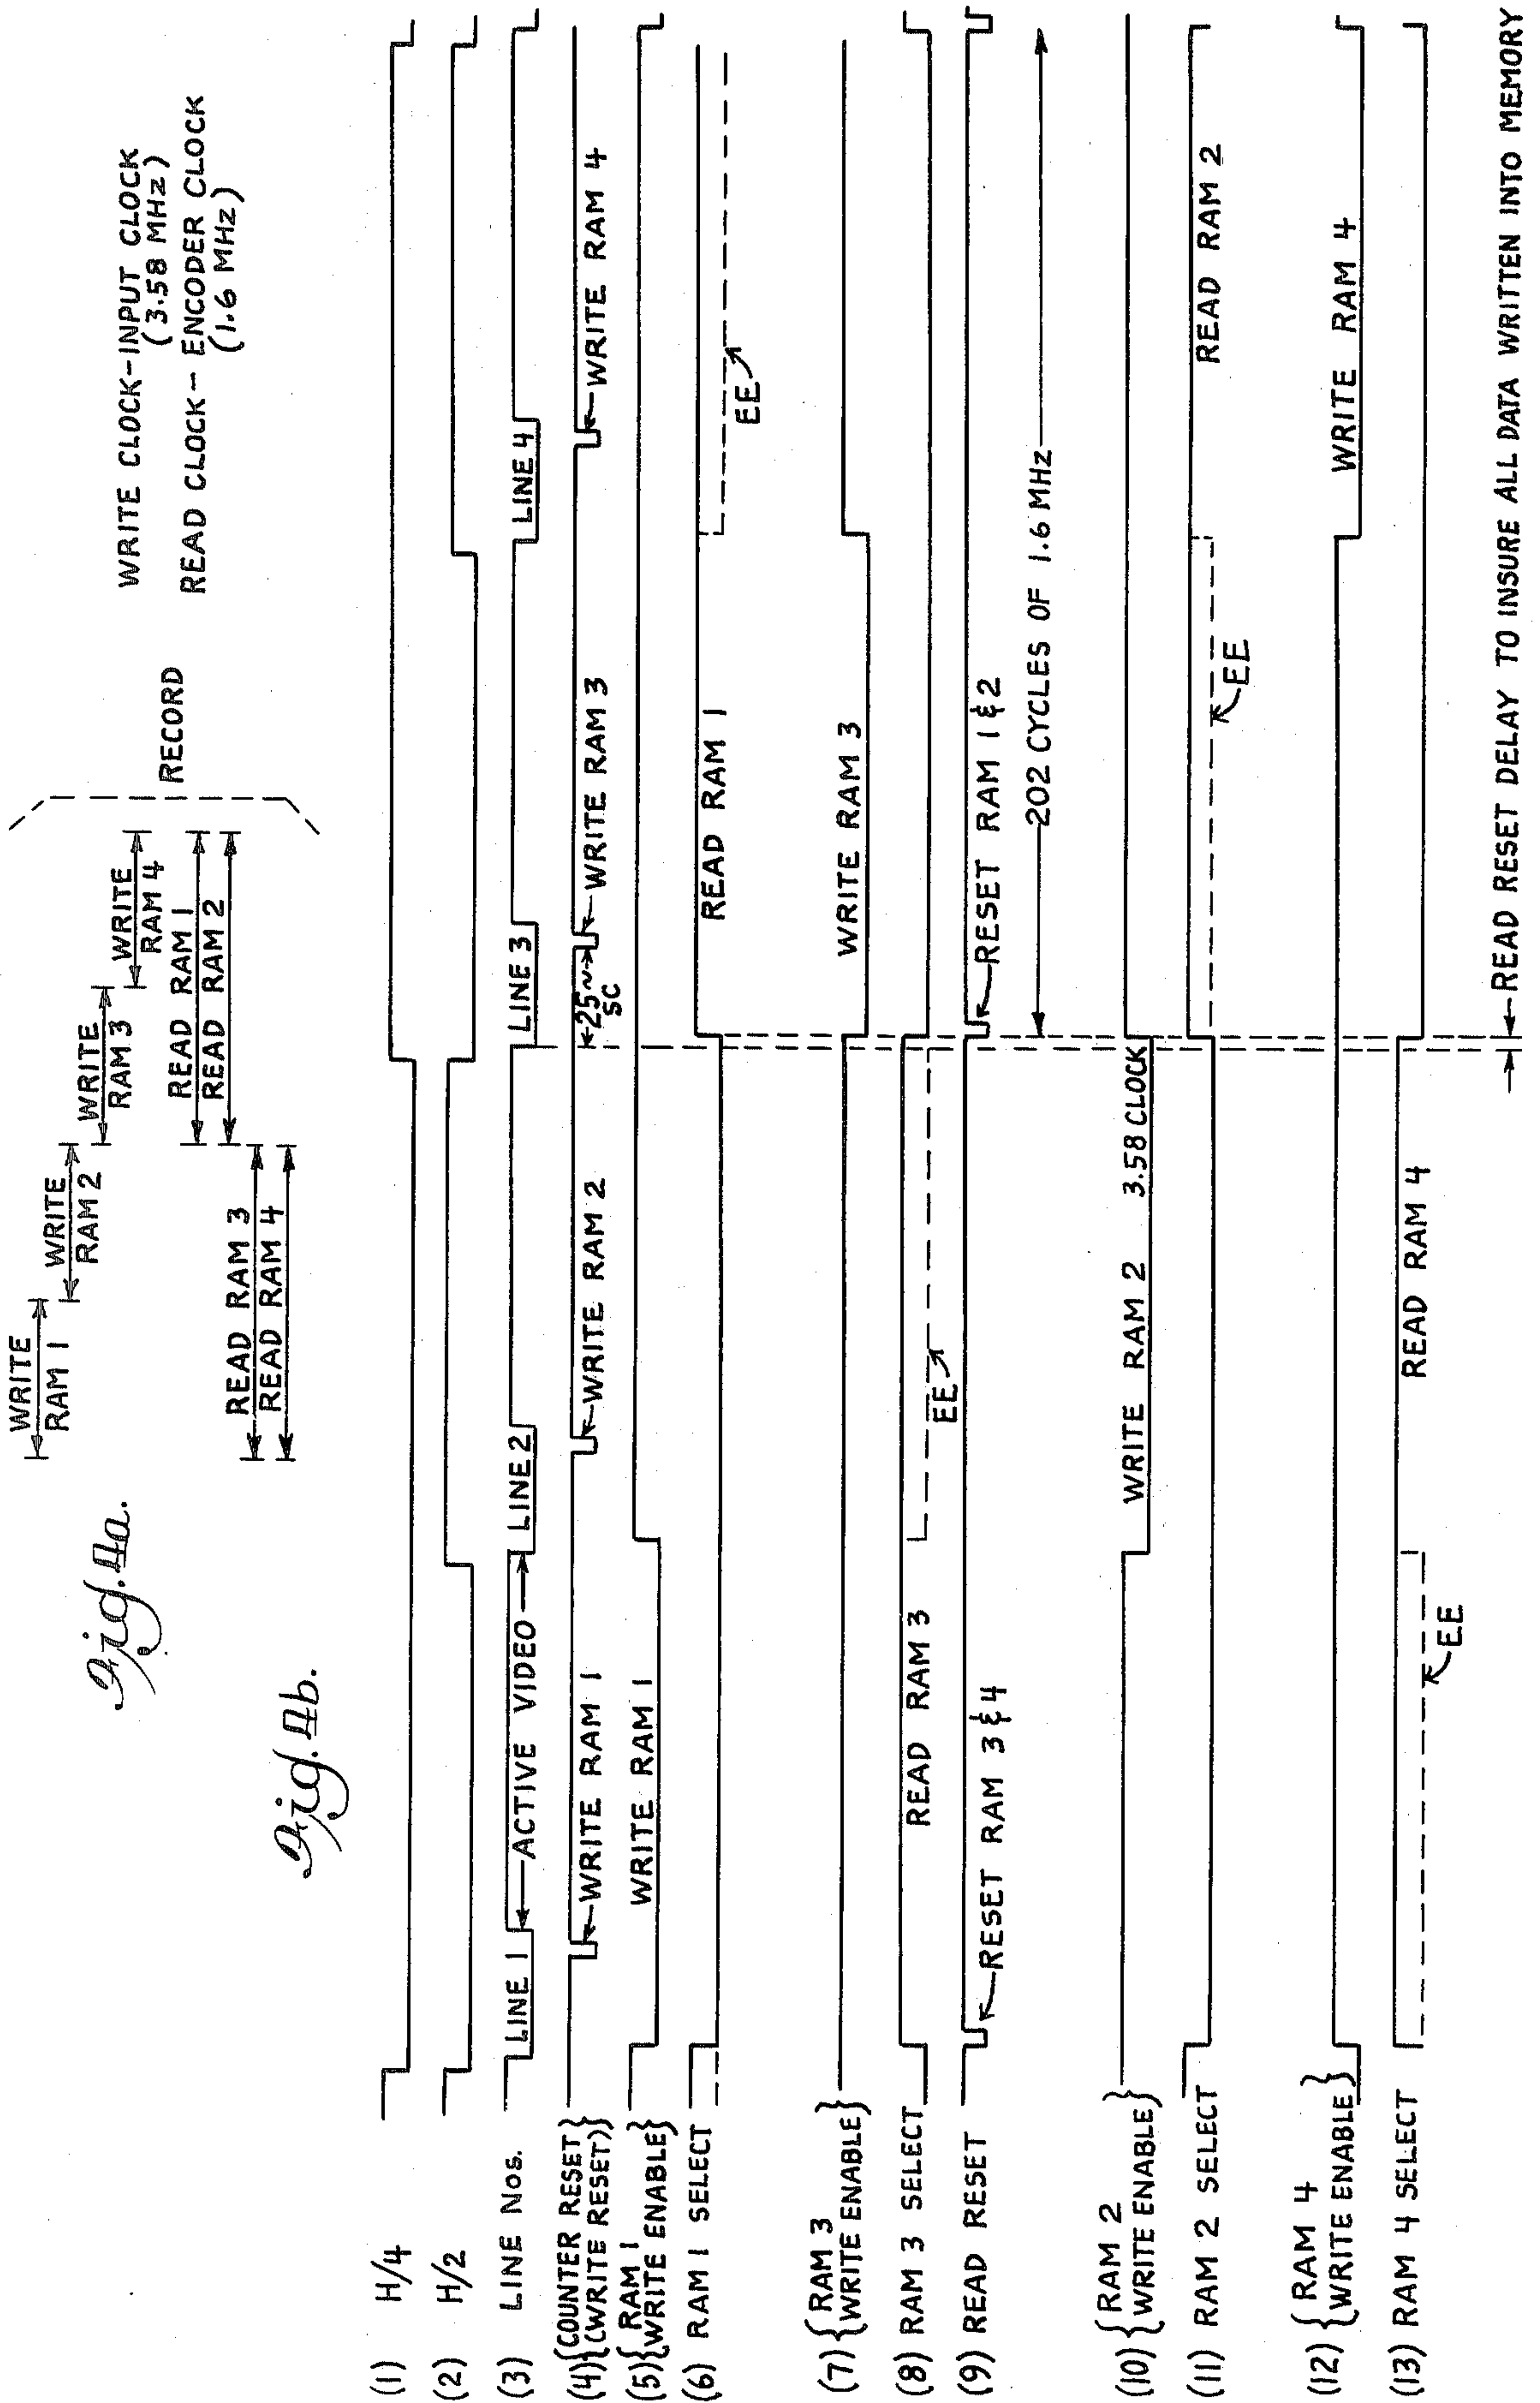 Fig. 4a.
WRITE
RAM 1
WRITE
RAM 2
WRITE
RAM 3
WRITE
RAM 4
READ RAM 1
READ RAM 2
READ RAM 3
READ RAM 4
RECORD
WRITE CLOCK-INPUT CLOCK
(3.58 MHz)
READ CLOCK-ENCODER CLOCK
(1.6 MHz)
Fig. 4b.
(1) H/4
(2) H/2
(3) LINE Nos.
LINE 1
ACTIVE VIDEO
LINE 2
LINE 3
LINE 4
(4) {COUNTER RESET}
{(WRITE RESET)}
WRITE RAM 1
WRITE RAM 2
25~
SC
WRITE RAM 3
WRITE RAM 4
(5) {RAM 1
WRITE ENABLE}
WRITE RAM 1
(6) RAM 1 SELECT
READ RAM 1
EE
(7) {RAM 3
WRITE ENABLE}
WRITE RAM 3
(8) RAM 3 SELECT
READ RAM 3
EE
(9) READ RESET
RESET RAM 3 & 4
RESET RAM 1 & 2
202 CYCLES OF 1.6 MHz
(10) {RAM 2
WRITE ENABLE}
WRITE RAM 2 3.58 CLOCK
(11) RAM 2 SELECT
EE
READ RAM 2
(12) {RAM 4
WRITE ENABLE}
WRITE RAM 4
(13) RAM 4 SELECT
EE
READ RAM 4
READ RESET DELAY TO INSURE ALL DATA WRITTEN INTO MEMORY